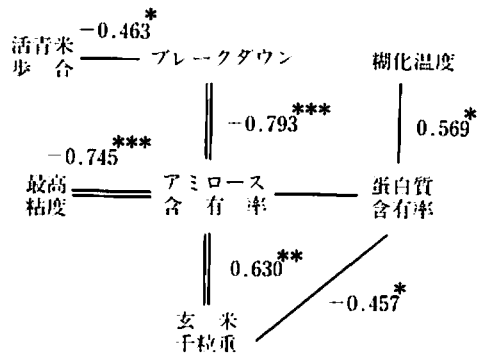 -0.463*
活青米 ブレークダウン 糊化温度
歩合
-0.793*** 0.569*
-0.745***
最高 アミロース 蛋白質
粘度 含有率 含有率
0.630** -0.457*
玄米
千粒重